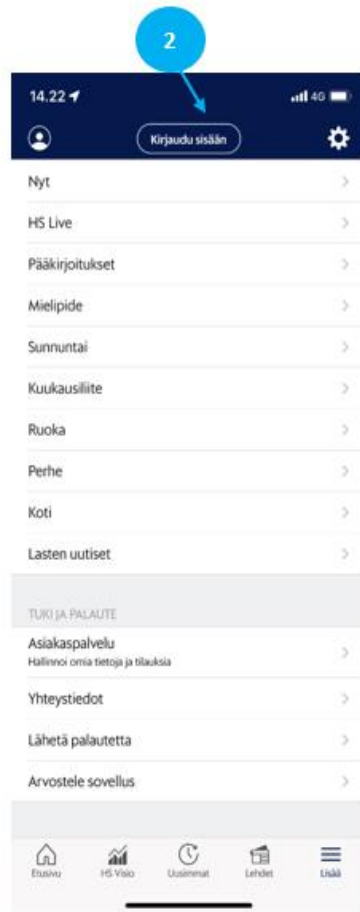 2
14.22
4G
Kirjaudu sisään
Nyt
HS Live
Pääkirjoitukset
Mielipide
Sunnuntai
Kuukausiliite
Ruoka
Perhe
Koti
Lasten uutiset
TUKI JA PALAUTE
Asiakaspalvelu
Hallinnoi omia tietoja ja tilauksia
Yhteystiedot
Lähetä palautetta
Arvostele sovellus
Etusivu HS Visio Uusimmat Lehdet Lisää